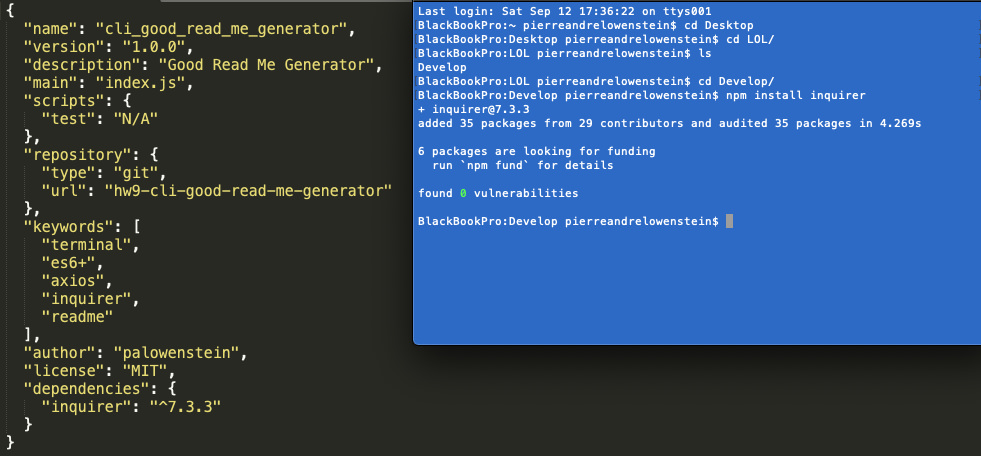 {
"name": "cli_good_read_me_generator",
"version": "1.0.0",
"description": "Good Read Me Generator",
"main": "index.js",
"scripts": {
"test": "N/A"
},
"repository": {
"type": "git",
"url": "hw9-cli-good-read-me-generator"
},
"keywords": [
"terminal",
"es6+",
"axios",
"inquirer",
"readme"
],
"author": "palowenstein",
"license": "MIT",
"dependencies": {
"inquirer": "^7.3.3"
}
}
Last login: Sat Sep 12 17:36:22 on ttys001
BlackBookPro:~ pierreandrelowenstein$ cd Desktop
BlackBookPro:Desktop pierreandrelowenstein$ cd LOL/
BlackBookPro:LOL pierreandrelowenstein$ ls
Develop
BlackBookPro:LOL pierreandrelowenstein$ cd Develop/
BlackBookPro:Develop pierreandrelowenstein$ npm install inquirer
+ inquirer@7.3.3
added 35 packages from 29 contributors and audited 35 packages in 4.269s
6 packages are looking for funding
run `npm fund` for details
found 0 vulnerabilities
BlackBookPro:Develop pierreandrelowenstein$